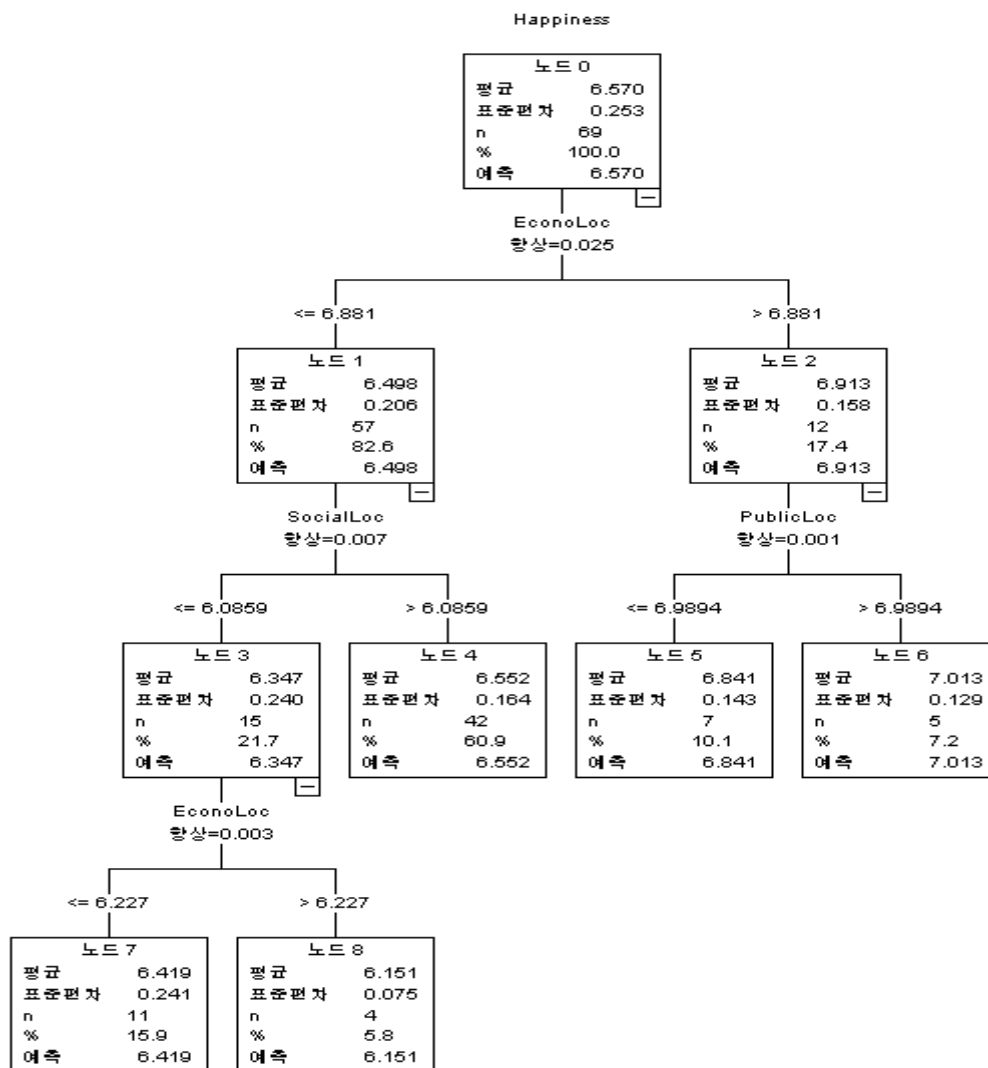 Happiness
노드 0
평균 6.570
표준편차 0.253
n 69
% 100.0
예측 6.570
EconoLoc
향상=0.025
<= 6.881
> 6.881
노드 1
평균 6.498
표준편차 0.206
n 57
% 82.6
예측 6.498
노드 2
평균 6.913
표준편차 0.158
n 12
% 17.4
예측 6.913
SocialLoc
향상=0.007
PublicLoc
향상=0.001
<= 6.0859
> 6.0859
<= 6.9894
> 6.9894
노드 3
평균 6.347
표준편차 0.240
n 15
% 21.7
예측 6.347
노드 4
평균 6.552
표준편차 0.164
n 42
% 60.9
예측 6.552
노드 5
평균 6.841
표준편차 0.143
n 7
% 10.1
예측 6.841
노드 6
평균 7.013
표준편차 0.129
n 5
% 7.2
예측 7.013
EconoLoc
향상=0.003
<= 6.227
> 6.227
노드 7
평균 6.419
표준편차 0.241
n 11
% 15.9
예측 6.419
노드 8
평균 6.151
표준편차 0.075
n 4
% 5.8
예측 6.151